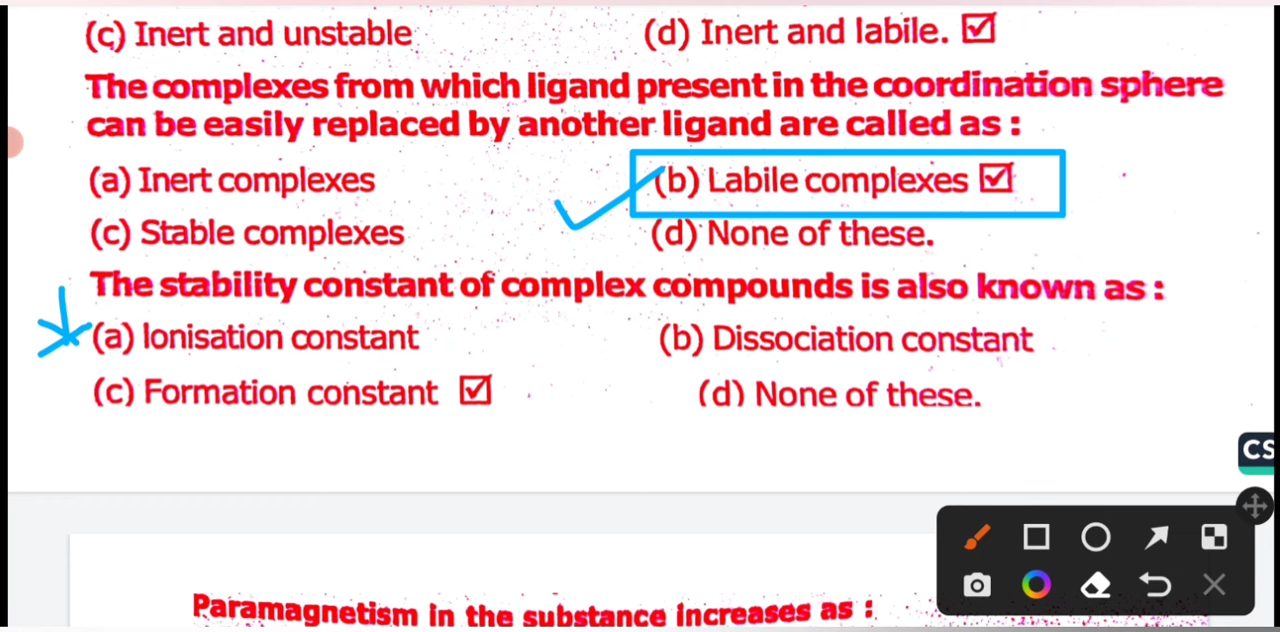 (c) Inert and unstable (d) Inert and labile. ☑
The complexes from which ligand present in the coordination sphere
can be easily replaced by another ligand are called as :
(a) Inert complexes (b) Labile complexes ☑
(c) Stable complexes (d) None of these.
The stability constant of complex compounds is also known as :
(a) Ionisation constant (b) Dissociation constant
(c) Formation constant ☑ (d) None of these.
CS
Paramagnetism in the substance increases as :